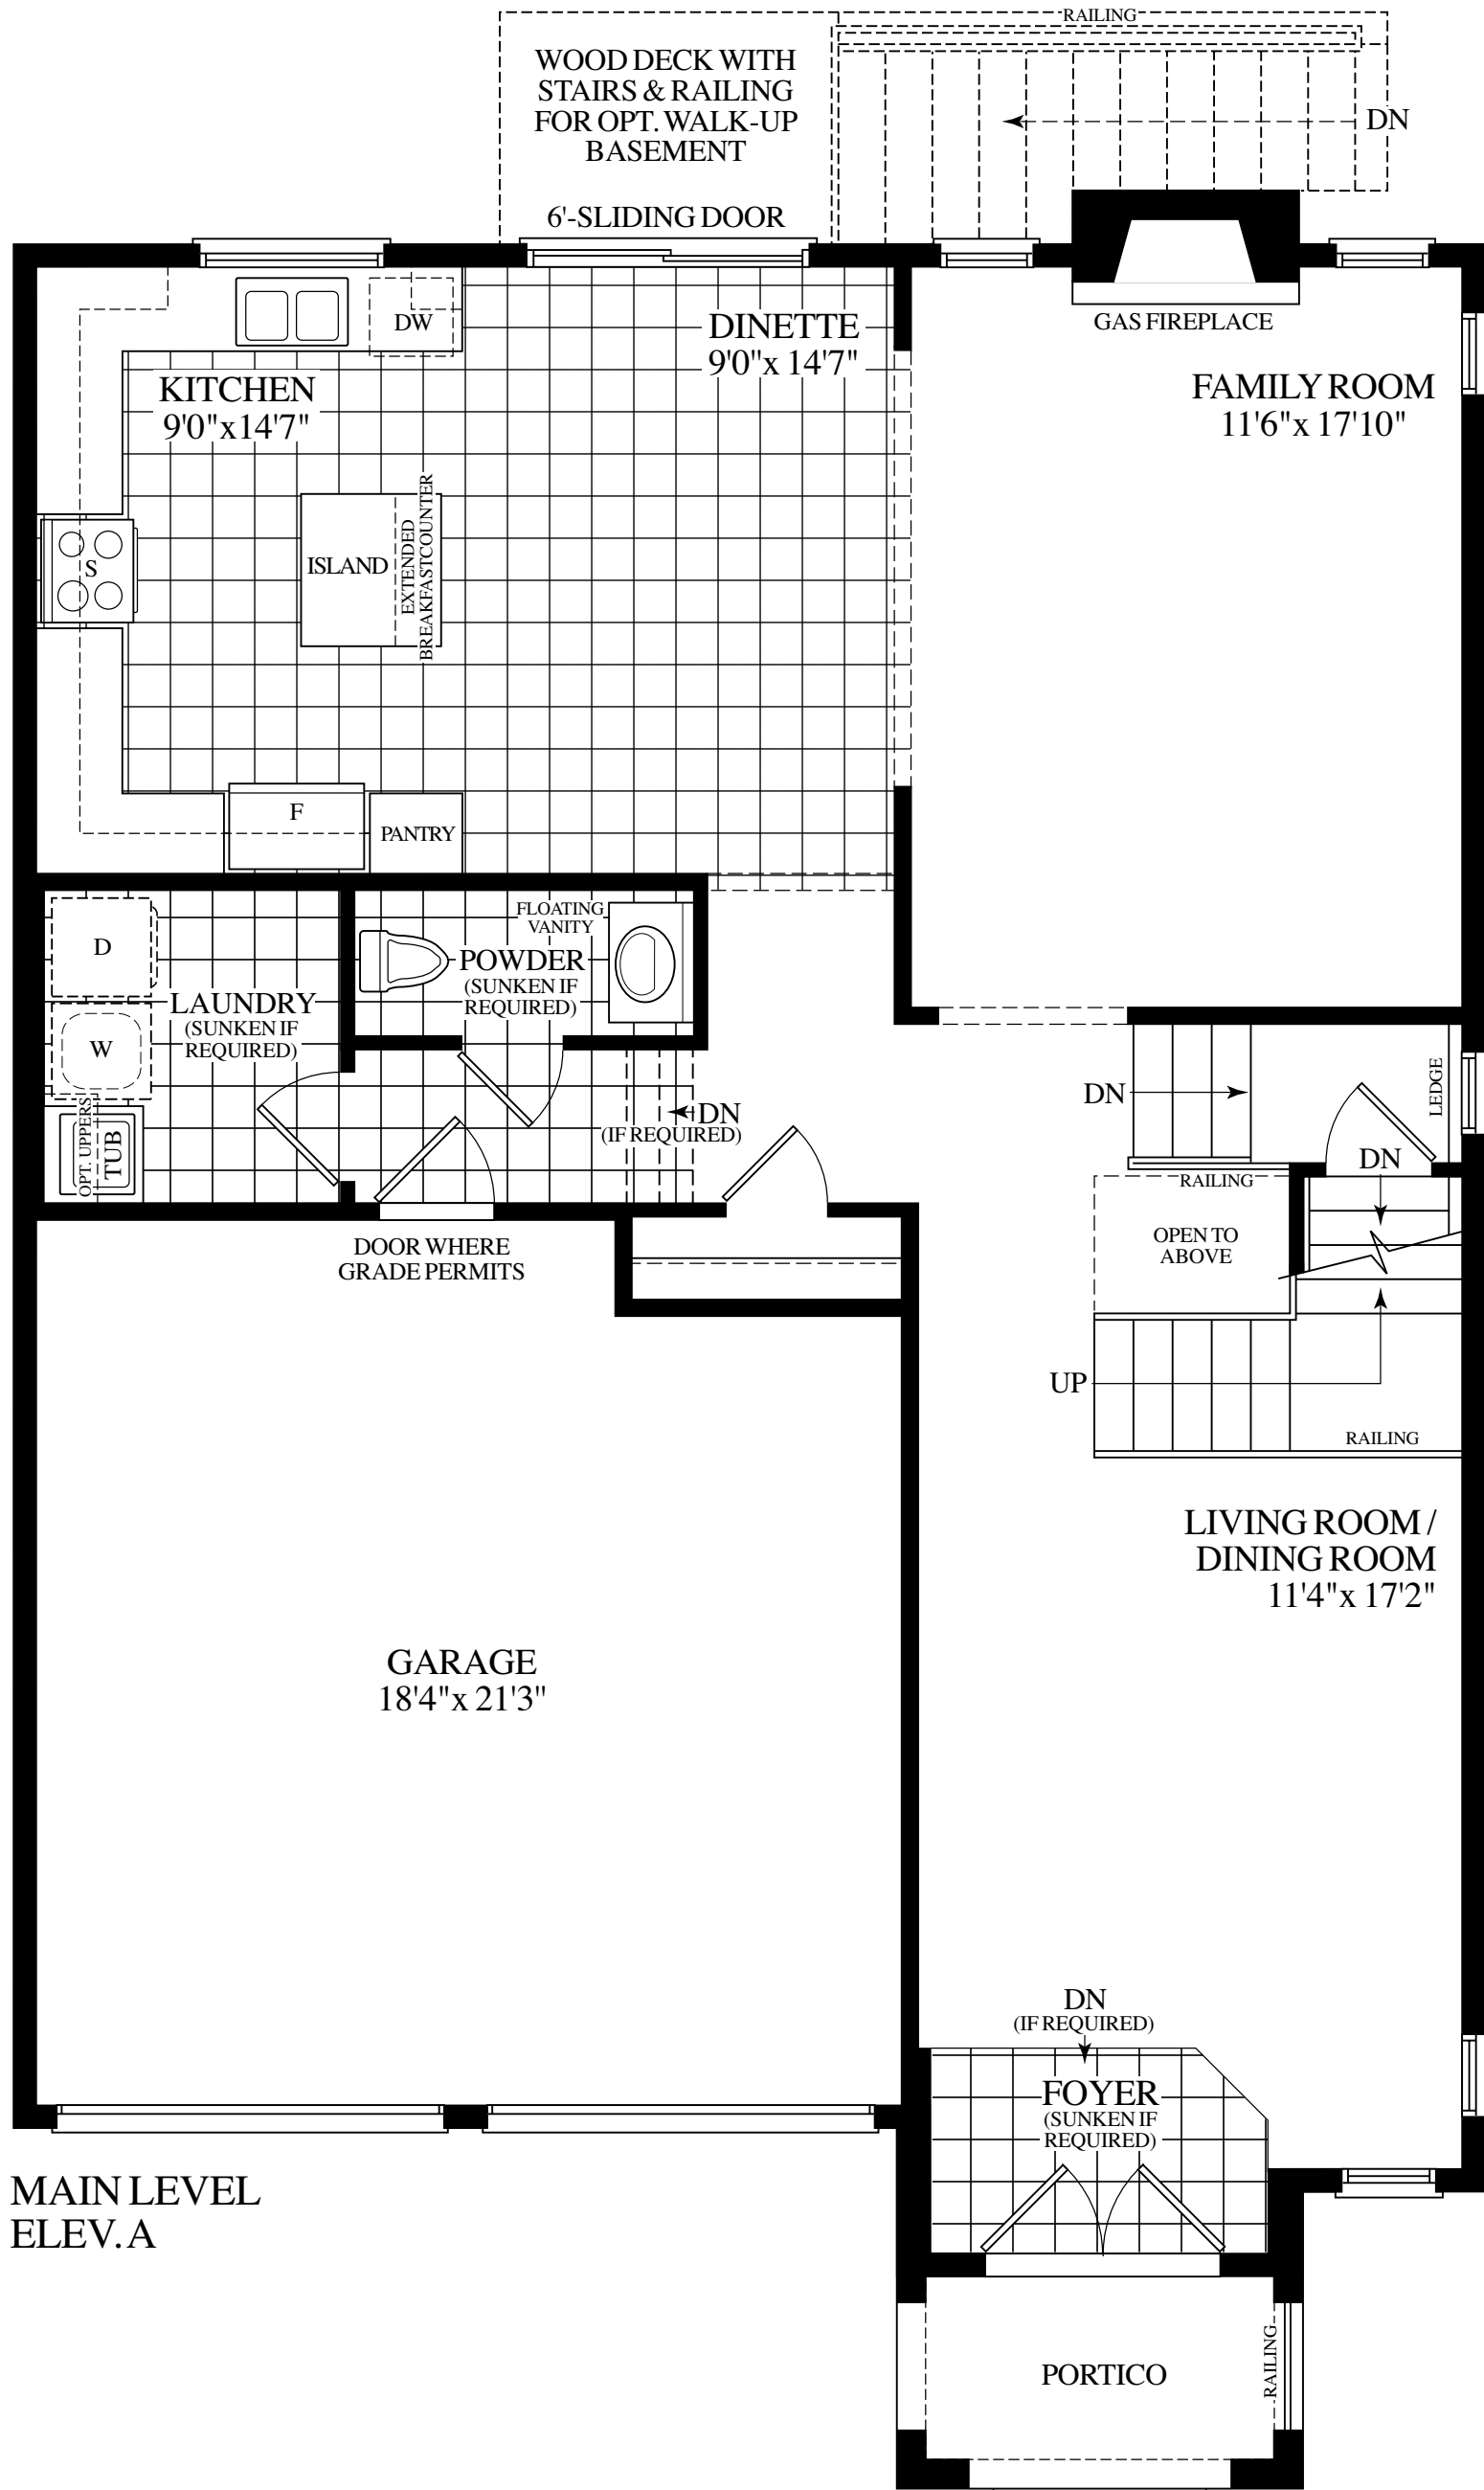 RAILING
WOOD DECK WITH
STAIRS & RAILING
FOR OPT. WALK-UP
BASEMENT
DN
6'-SLIDING DOOR
DW
DINETTE
9'0"x 14'7"
GAS FIREPLACE
KITCHEN
9'0"x14'7"
FAMILY ROOM
11'6"x 17'10"
S
ISLAND
EXTENDED
BREAKFASTCOUNTER
F
PANTRY
D
FLOATING
VANITY
POWDER
(SUNKEN IF
REQUIRED)
LAUNDRY
(SUNKEN IF
REQUIRED)
W
OPT. UPPERS
TUB
DN
(IF REQUIRED)
DN
LEDGE
DN
RAILING
OPEN TO
ABOVE
DOOR WHERE
GRADE PERMITS
UP
RAILING
LIVING ROOM /
DINING ROOM
11'4"x 17'2"
GARAGE
18'4"x 21'3"
DN
(IF REQUIRED)
FOYER
(SUNKEN IF
REQUIRED)
MAIN LEVEL
ELEV. A
PORTICO
RAILING